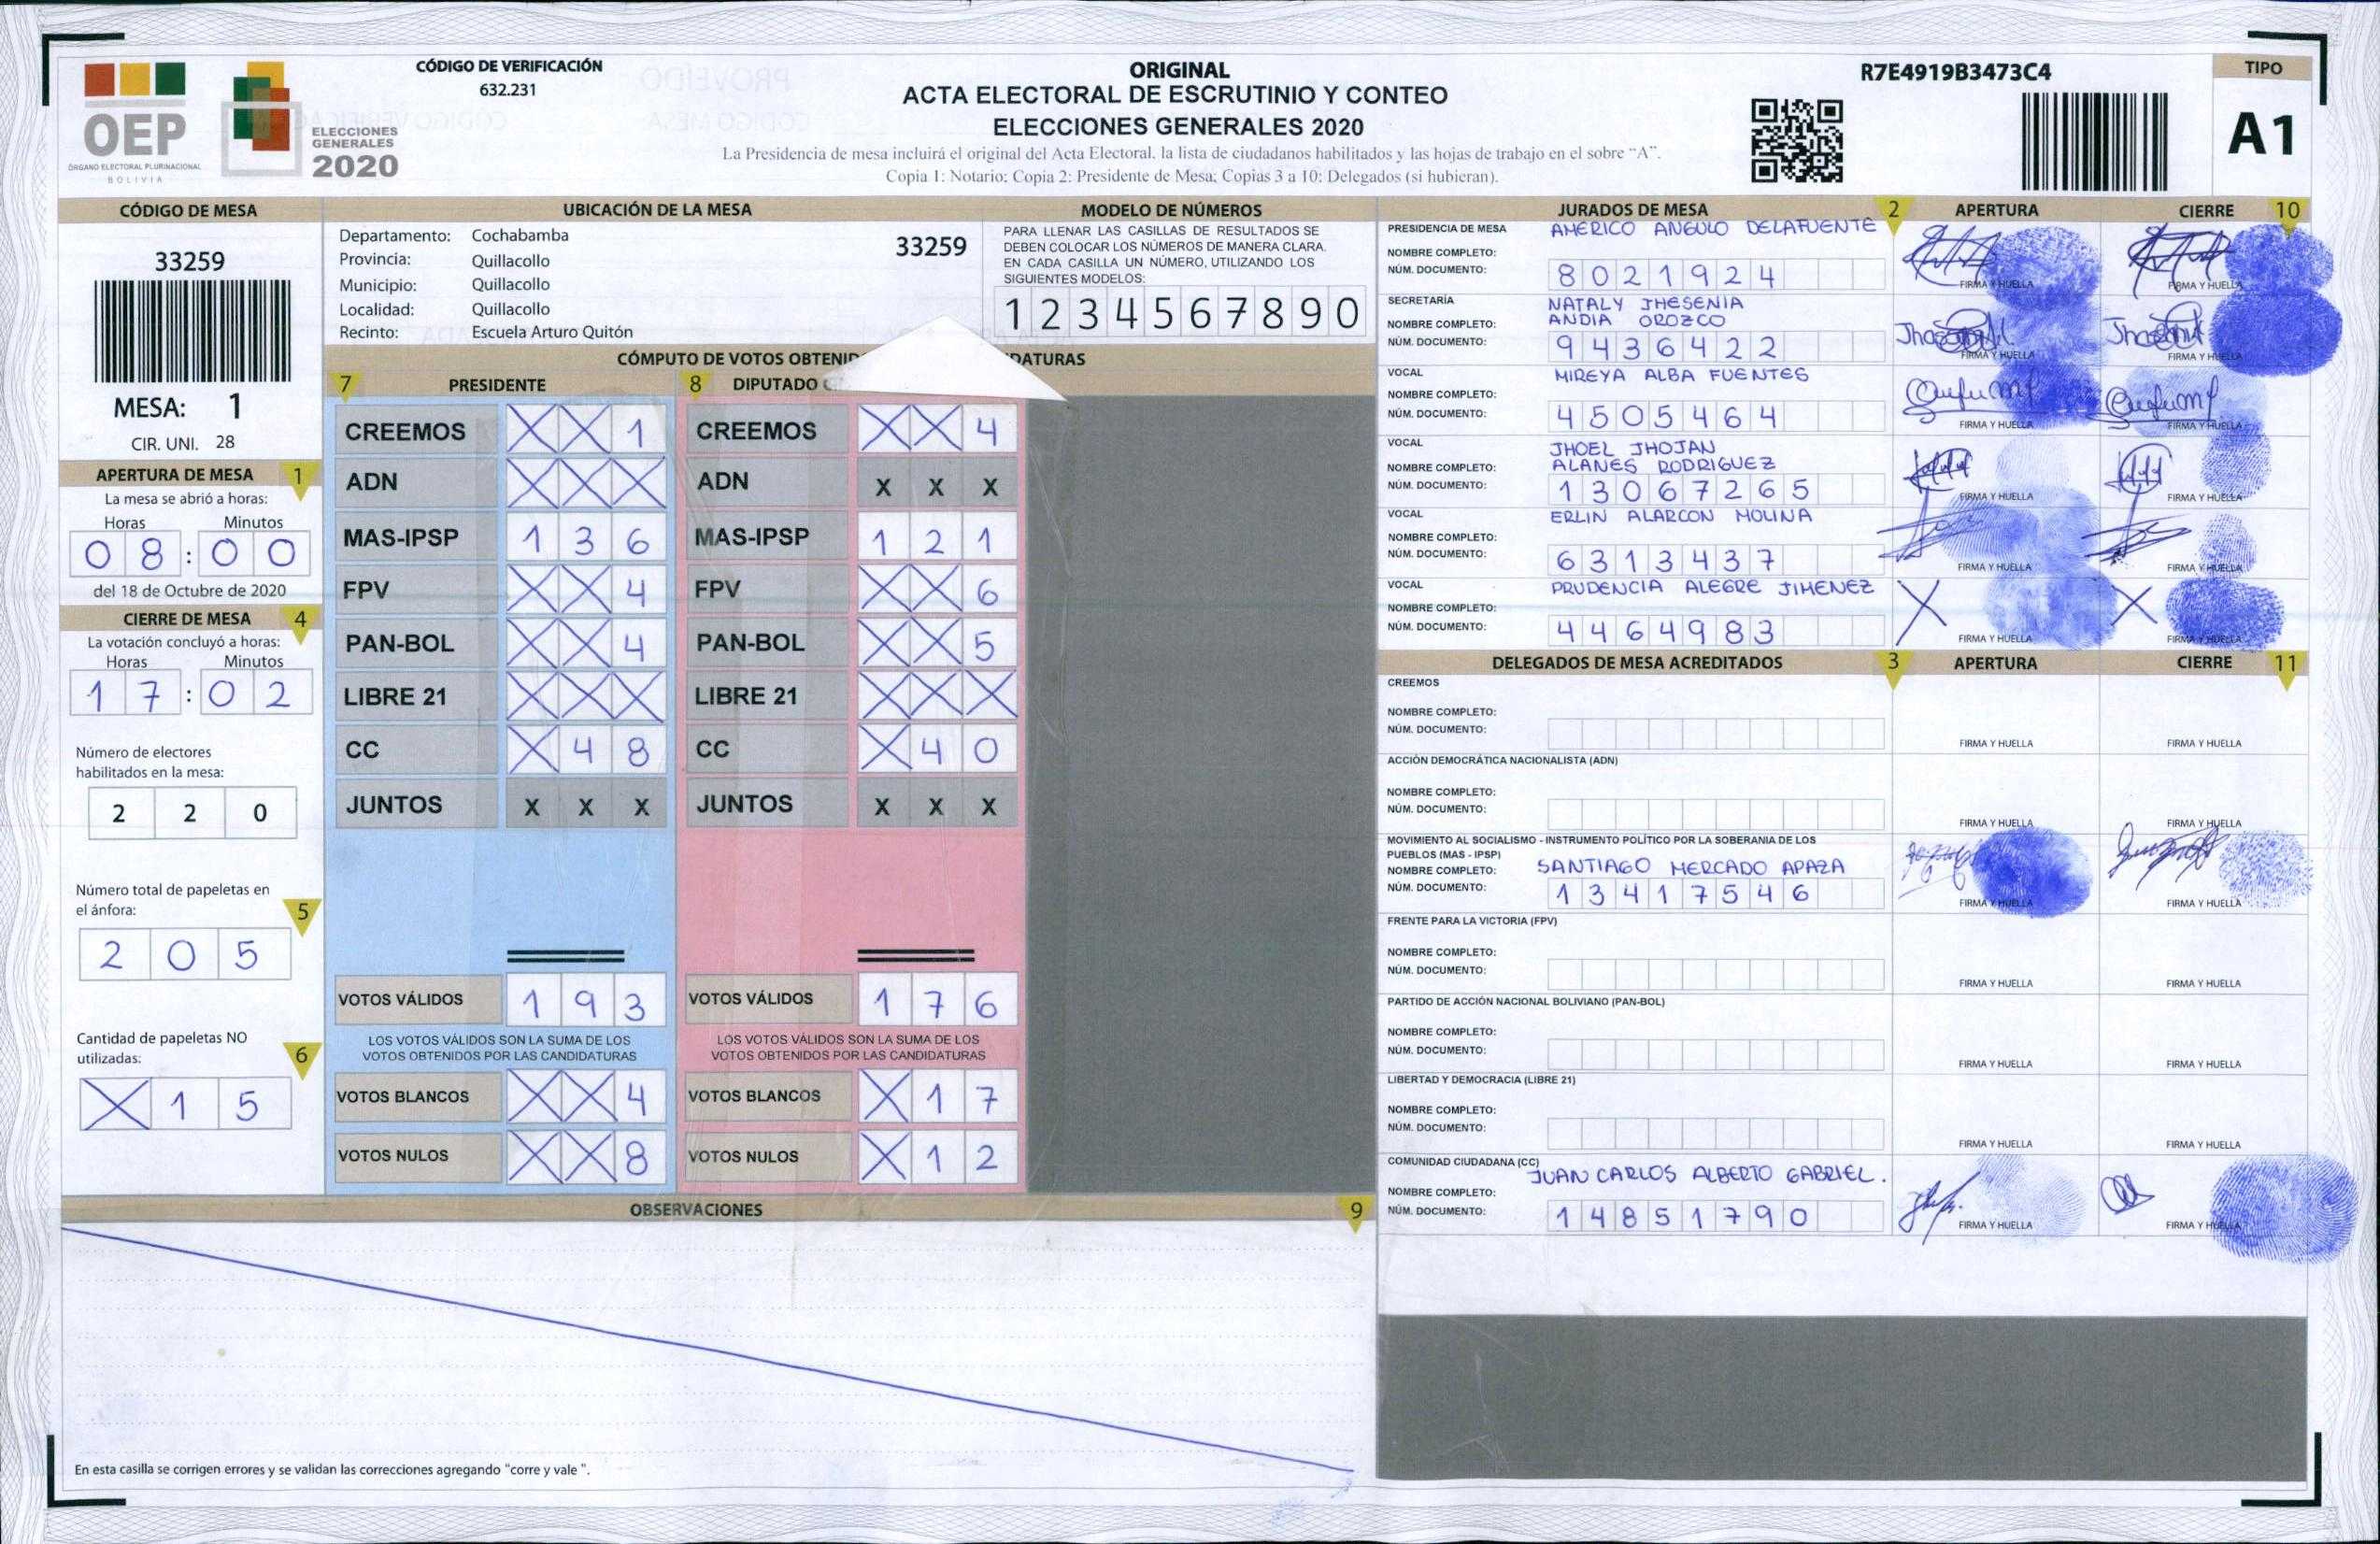 OEP
ÓRGANO ELECTORAL PLURINACIONAL
BOLIVIA
ELECCIONES
GENERALES
2020
CÓDIGO DE VERIFICACIÓN
632.231
ORIGINAL
ACTA ELECTORAL DE ESCRUTINIO Y CONTEO
ELECCIONES GENERALES 2020
La Presidencia de mesa incluirá el original del Acta Electoral, la lista de ciudadanos habilitados y las hojas de trabajo en el sobre "A".
Copia 1: Notario; Copia 2: Presidente de Mesa; Copias 3 a 10: Delegados (si hubieran).
R7E4919B3473C4
TIPO
A1
CÓDIGO DE MESA
33259
MESA: 1
CIR. UNI. 28
UBICACIÓN DE LA MESA
Departamento: Cochabamba
Provincia: Quillacollo
Municipio: Quillacollo
Localidad: Quillacollo
Recinto: Escuela Arturo Quitón
33259
MODELO DE NÚMEROS
PARA LLENAR LAS CASILLAS DE RESULTADOS SE
DEBEN COLOCAR LOS NÚMEROS DE MANERA CLARA.
EN CADA CASILLA UN NÚMERO, UTILIZANDO LOS
SIGUIENTES MODELOS:
1 2 3 4 5 6 7 8 9 0
APERTURA DE MESA 1
La mesa se abrió a horas:
Horas Minutos
0 8 : 0 0
del 18 de Octubre de 2020
CIERRE DE MESA 4
La votación concluyó a horas:
Horas Minutos
1 7 : 0 2
Número de electores
habilitados en la mesa:
2 2 0
Número total de papeletas en
el ánfora: 5
2 0 5
Cantidad de papeletas NO
utilizadas: 6
X 1 5
CÓMPUTO DE VOTOS DATURAS
7 PRESIDENTE
CREEMOS X X 1
ADN X X X
MAS-IPSP 1 3 6
FPV X X 4
PAN-BOL X X 4
LIBRE 21 X X X
CC X 4 8
JUNTOS X X X
VOTOS VÁLIDOS 1 9 3
LOS VOTOS VÁLIDOS SON LA SUMA DE LOS
VOTOS OBTENIDOS POR LAS CANDIDATURAS
VOTOS BLANCOS X X 4
VOTOS NULOS X X 8
8 DIPUTADO
CREEMOS X X 4
ADN X X X
MAS-IPSP 1 2 1
FPV X X 6
PAN-BOL X X 5
LIBRE 21 X X X
CC X 4 0
JUNTOS X X X
VOTOS VÁLIDOS 1 7 6
LOS VOTOS VÁLIDOS SON LA SUMA DE LOS
VOTOS OBTENIDOS POR LAS CANDIDATURAS
VOTOS BLANCOS X 1 7
VOTOS NULOS X 1 2
OBSERVACIONES 9
En esta casilla se corrigen errores y se validan las correcciones agregando "corre y vale ".
JURADOS DE MESA 2 APERTURA CIERRE 10
PRESIDENCIA DE MESA AMERICO ANGULO DELAFUENTE
NOMBRE COMPLETO:
NÚM. DOCUMENTO: 8021924
FIRMA Y HUELLA FIRMA Y HUELLA
SECRETARÍA NATALY JHESENIA
NOMBRE COMPLETO: ANDIA OROZCO
NÚM. DOCUMENTO: 9436422
FIRMA Y HUELLA FIRMA Y HUELLA
VOCAL MIREYA ALBA FUENTES
NOMBRE COMPLETO:
NÚM. DOCUMENTO: 4505464
FIRMA Y HUELLA FIRMA Y HUELLA
VOCAL JHOEL JHOJAN
NOMBRE COMPLETO: ALANES RODRIGUEZ
NÚM. DOCUMENTO: 13067265
FIRMA Y HUELLA FIRMA Y HUELLA
VOCAL ERLIN ALARCON MOLINA
NOMBRE COMPLETO:
NÚM. DOCUMENTO: 6313437
FIRMA Y HUELLA FIRMA Y HUELLA
VOCAL PRUDENCIA ALEGRE JIMENEZ
NOMBRE COMPLETO:
NÚM. DOCUMENTO: 4464983
X X
FIRMA Y HUELLA FIRMA Y HUELLA
DELEGADOS DE MESA ACREDITADOS 3 APERTURA CIERRE 11
CREEMOS
NOMBRE COMPLETO:
NÚM. DOCUMENTO:
FIRMA Y HUELLA FIRMA Y HUELLA
ACCIÓN DEMOCRÁTICA NACIONALISTA (ADN)
NOMBRE COMPLETO:
NÚM. DOCUMENTO:
FIRMA Y HUELLA FIRMA Y HUELLA
MOVIMIENTO AL SOCIALISMO - INSTRUMENTO POLÍTICO POR LA SOBERANIA DE LOS
PUEBLOS (MAS - IPSP)
NOMBRE COMPLETO: SANTIAGO MERCADO APAZA
NÚM. DOCUMENTO: 13417546
FIRMA Y HUELLA FIRMA Y HUELLA
FRENTE PARA LA VICTORIA (FPV)
NOMBRE COMPLETO:
NÚM. DOCUMENTO:
FIRMA Y HUELLA FIRMA Y HUELLA
PARTIDO DE ACCIÓN NACIONAL BOLIVIANO (PAN-BOL)
NOMBRE COMPLETO:
NÚM. DOCUMENTO:
FIRMA Y HUELLA FIRMA Y HUELLA
LIBERTAD Y DEMOCRACIA (LIBRE 21)
NOMBRE COMPLETO:
NÚM. DOCUMENTO:
FIRMA Y HUELLA FIRMA Y HUELLA
COMUNIDAD CIUDADANA (CC)
JUAN CARLOS ALBERTO GABRIEL.
NOMBRE COMPLETO:
NÚM. DOCUMENTO: 14851790
FIRMA Y HUELLA FIRMA Y HUELLA